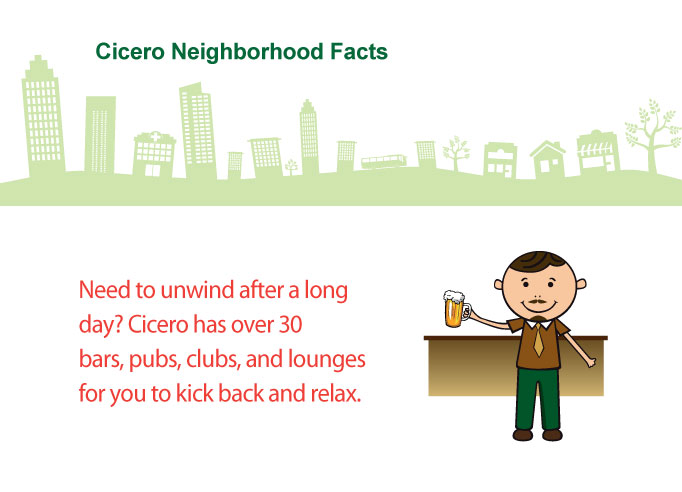 Cicero Neighborhood Facts
Need to unwind after a long
day? Cicero has over 30
bars, pubs, clubs, and lounges
for you to kick back and relax.